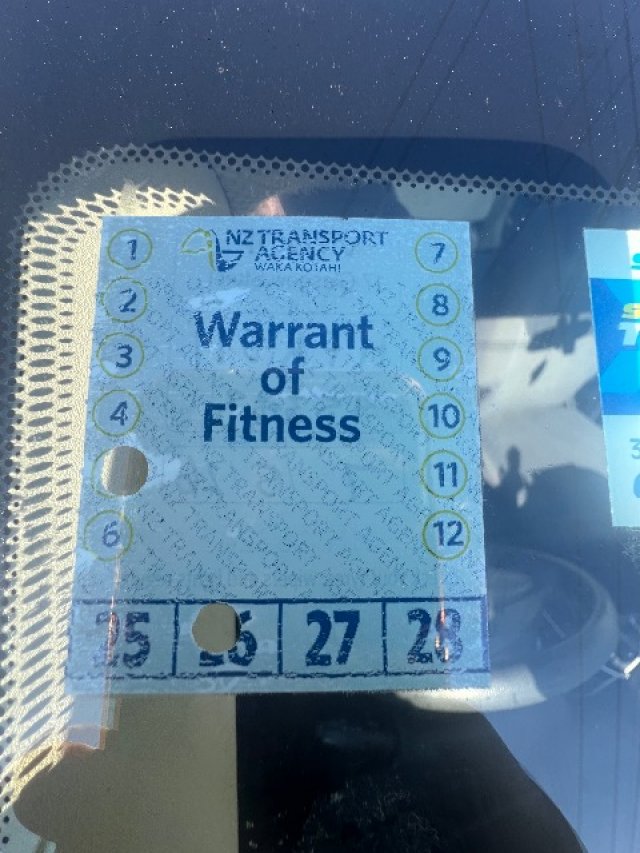 NZ TRANSPORT
AGENCY
WAKA KOTAHI
Warrant
of
Fitness
1
2
3
4
6
7
8
9
10
11
12
25 26 27 28